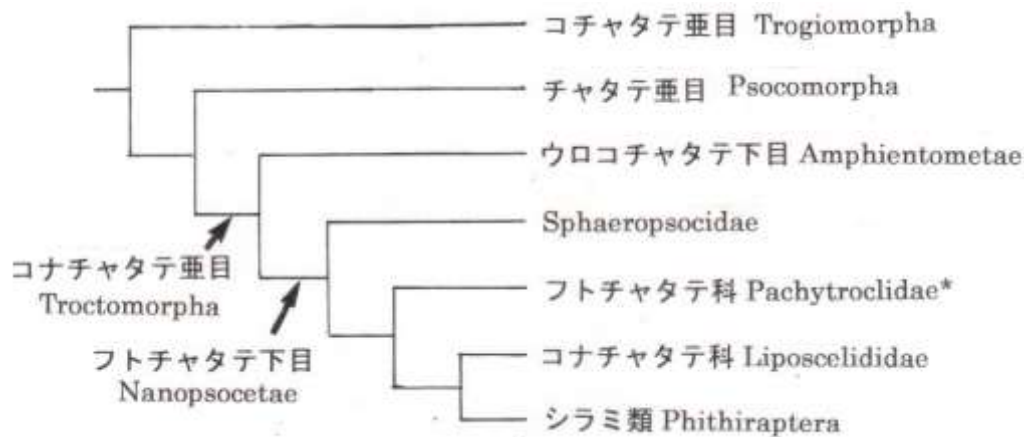 コチャタテ亜目 Trogiomorpha
チャタテ亜目 Psocomorpha
ウロコチャタテ下目 Amphientometae
Sphaeropsocidae
コナチャタテ亜目
Troctomorpha
フトチャタテ科 Pachytroclidae*
フトチャタテ下目
Nanopsocetae
コナチャタテ科 Liposcelididae
シラミ類 Phithiraptera